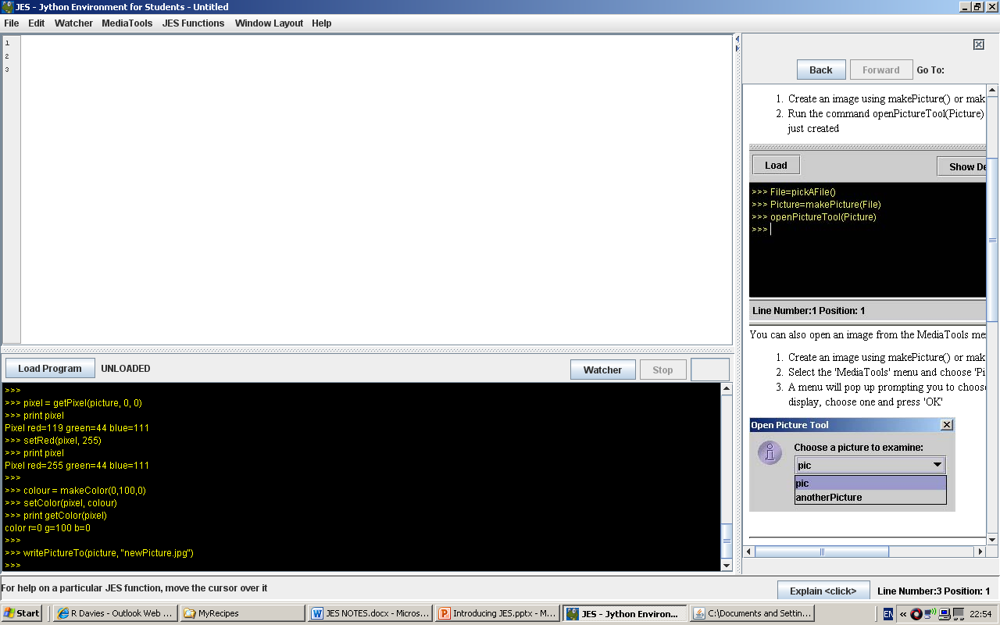 JES - Jython Environment for Students - Untitled
File Edit Watcher MediaTools JES Functions Window Layout Help
1
2
3
Load Program UNLOADED Watcher Stop
>>>
>>> pixel = getPixel(picture, 0, 0)
>>> print pixel
Pixel red=119 green=44 blue=111
>>> setRed(pixel, 255)
>>> print pixel
Pixel red=255 green=44 blue=111
>>>
>>> colour = makeColor(0,100,0)
>>> setColor(pixel, colour)
>>> print getColor(pixel)
color r=0 g=100 b=0
>>>
>>> writePictureTo(picture, "newPicture.jpg")
>>>
Back Forward Go To:
1. Create an image using makePicture() or mak
2. Run the command openPictureTool(Picture)
just created
Load Show De
>>> File=pickAFile()
>>> Picture=makePicture(File)
>>> openPictureTool(Picture)
>>>
Line Number:1 Position: 1
You can also open an image from the MediaTools me
1. Create an image using makePicture() or mak
2. Select the 'MediaTools' menu and choose 'Pi
3. A menu will pop up prompting you to choos
display, choose one and press 'OK'
Open Picture Tool
Choose a picture to examine:
pic
pic
anotherPicture
For help on a particular JES function, move the cursor over it Explain <click> Line Number:3 Position: 1
Start R Davies - Outlook Web ... MyRecipes JES NOTES.docx - Micros... Introducing JES.pptx - M... JES - Jython Environ... C:\Documents and Settin... EN « 22:54